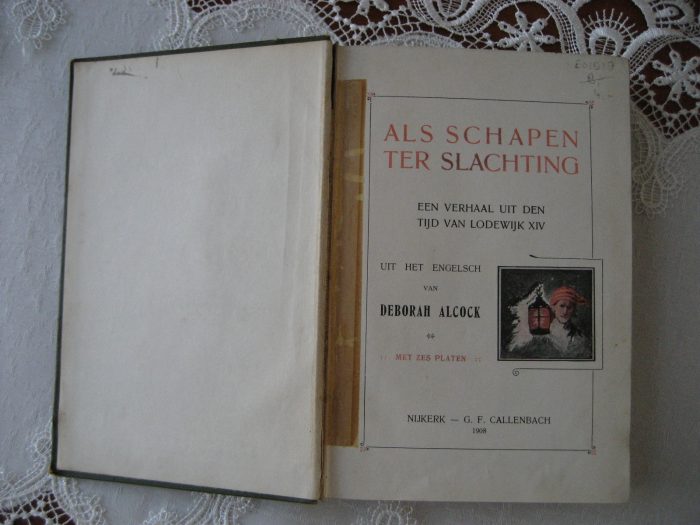 ALS SCHAPEN
TER SLACHTING
EEN VERHAAL UIT DEN
TIJD VAN LODEWIJK XIV
UIT HET ENGELSCH
VAN
DEBORAH ALCOCK
:: MET ZES PLATEN ::
NIJKERK — G. F. CALLENBACH
1908